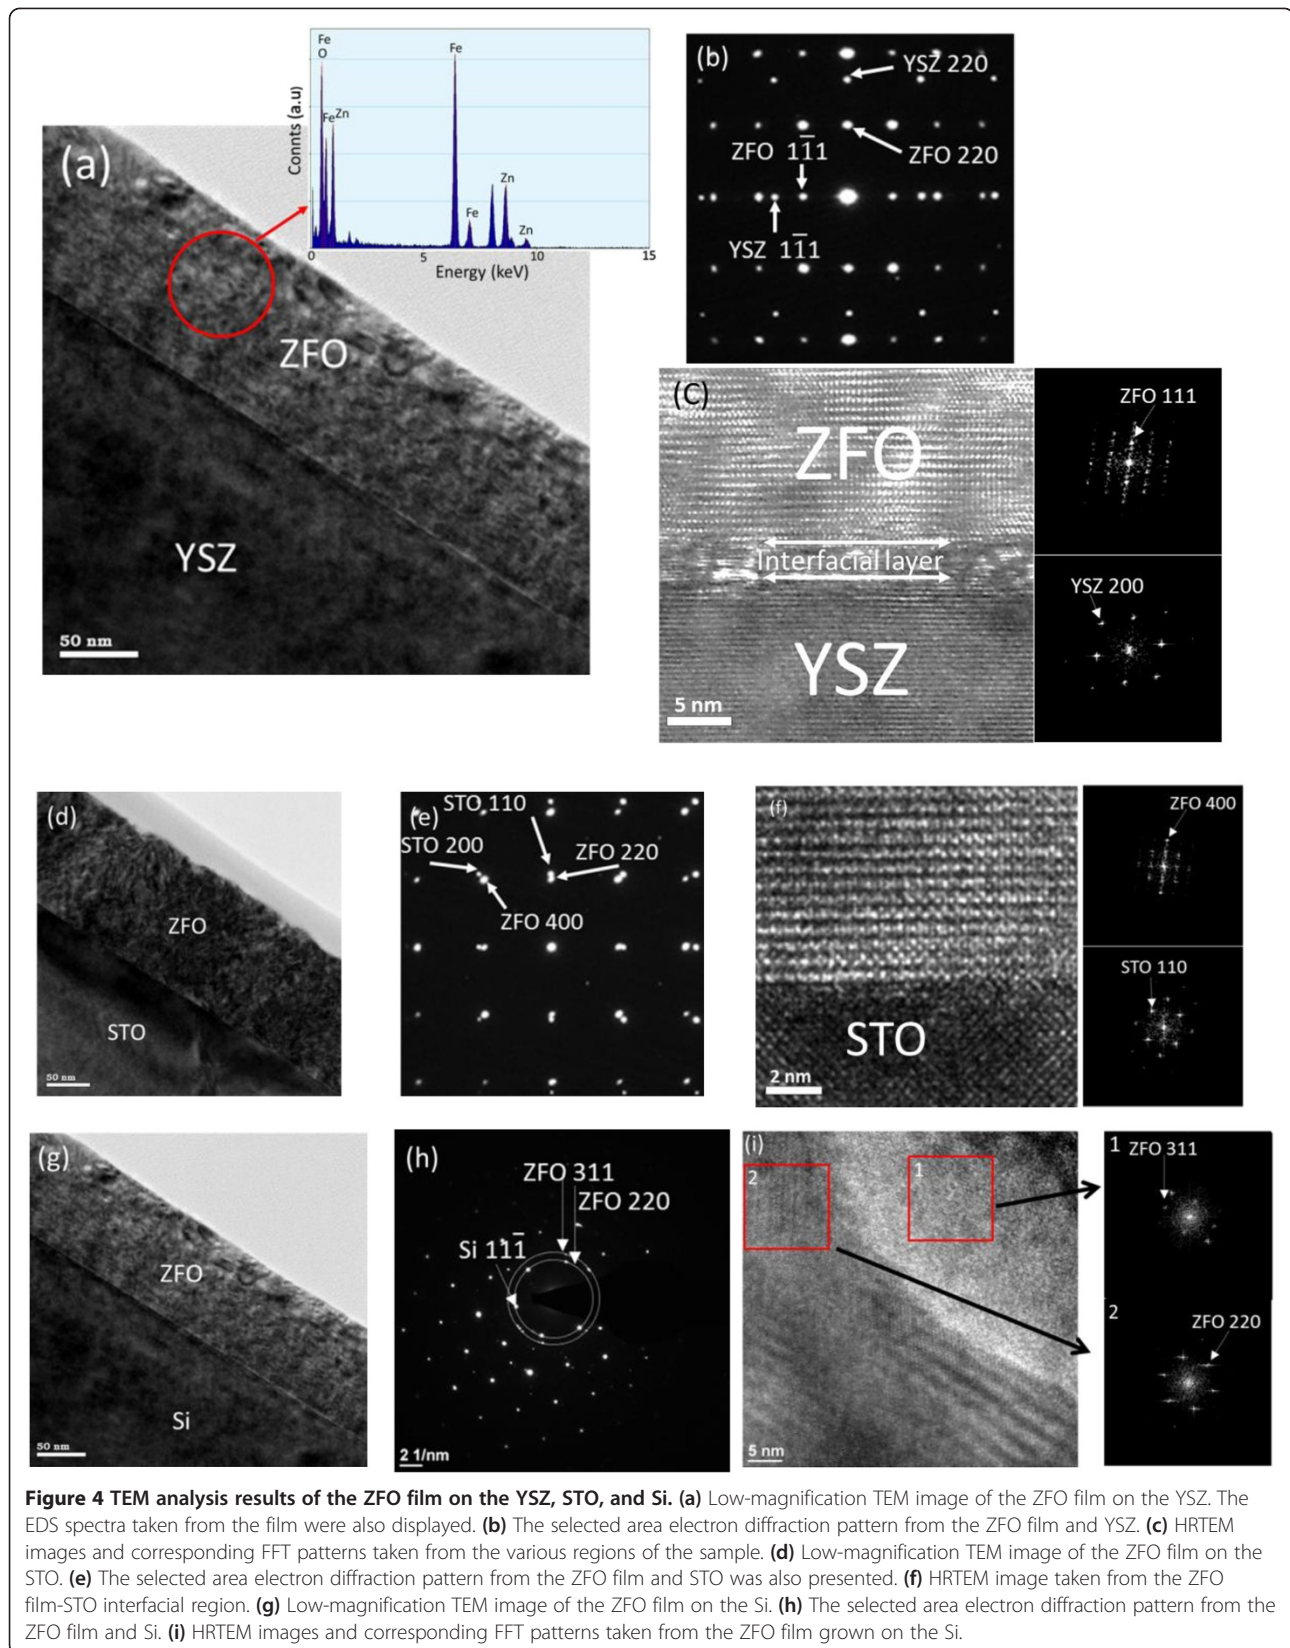 (a)
Fe
O
Fe
Zn
Fe
Fe
Zn
Zn
Connts (a.u)
0
5
10
15
Energy (keV)
ZFO
YSZ
50 nm
(b)
YSZ 220
ZFO 220
ZFO 11̅1
YSZ 11̅1
(C)
ZFO
Interfacial layer
YSZ
5 nm
ZFO 111
YSZ 200
(d)
ZFO
STO
50 nm
(e)
STO 110
STO 200
ZFO 220
ZFO 400
(f)
STO
2 nm
ZFO 400
STO 110
(g)
ZFO
Si
50 nm
(h)
ZFO 311
ZFO 220
Si 111̅
2 1/nm
(i)
2
1
5 nm
1
ZFO 311
2
ZFO 220
Figure 4 TEM analysis results of the ZFO film on the YSZ, STO, and Si. (a) Low-magnification TEM image of the ZFO film on the YSZ. The
EDS spectra taken from the film were also displayed. (b) The selected area electron diffraction pattern from the ZFO film and YSZ. (c) HRTEM
images and corresponding FFT patterns taken from the various regions of the sample. (d) Low-magnification TEM image of the ZFO film on the
STO. (e) The selected area electron diffraction pattern from the ZFO film and STO was also presented. (f) HRTEM image taken from the ZFO
film-STO interfacial region. (g) Low-magnification TEM image of the ZFO film on the Si. (h) The selected area electron diffraction pattern from the
ZFO film and Si. (i) HRTEM images and corresponding FFT patterns taken from the ZFO film grown on the Si.